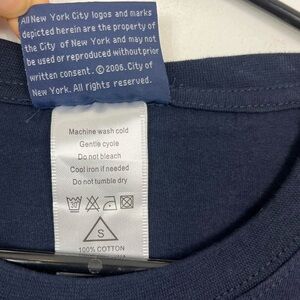 All New York City logos and marks
depicted herein are the property of
the City of New York and may not
be used or reproduced without prior
written consent. © 2006. City of
New York. All rights reserved.
Machine wash cold
Gentle cycle
Do not bleach
Cool iron if needed
Do not tumble dry
30
S
100% COTTON